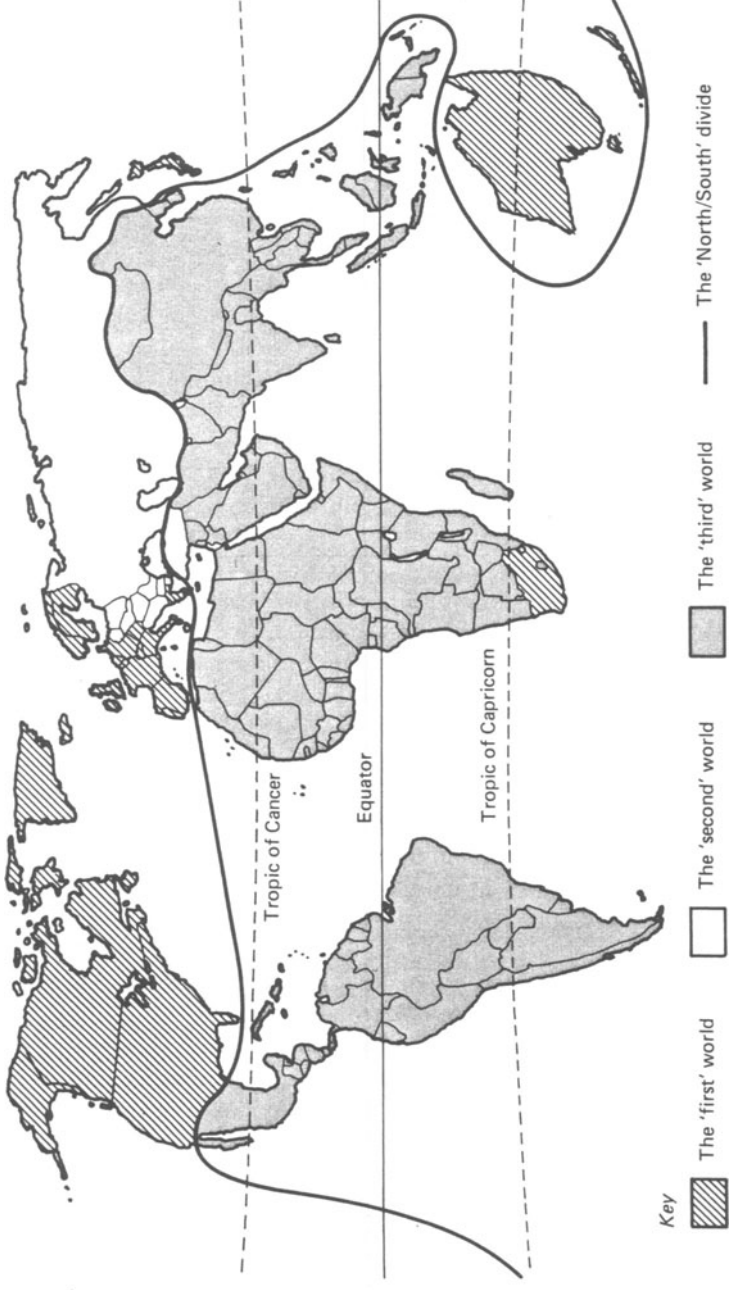 Tropic of Cancer
Equator
Tropic of Capricorn
Key
The 'first' world
The 'second' world
The 'third' world
The 'North/South' divide